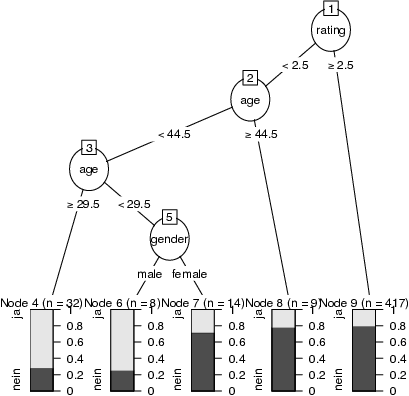 1
rating
< 2.5
≥ 2.5
2
age
< 44.5
≥ 44.5
3
age
≥ 29.5
< 29.5
5
gender
male
female
Node 4 (n = 32)
nein
ja
0
0.2
0.4
0.6
0.8
1
Node 6 (n = 8)
nein
ja
0
0.2
0.4
0.6
0.8
1
Node 7 (n = 14)
nein
ja
0
0.2
0.4
0.6
0.8
1
Node 8 (n = 9)
nein
ja
0
0.2
0.4
0.6
0.8
1
Node 9 (n = 417)
nein
ja
0
0.2
0.4
0.6
0.8
1